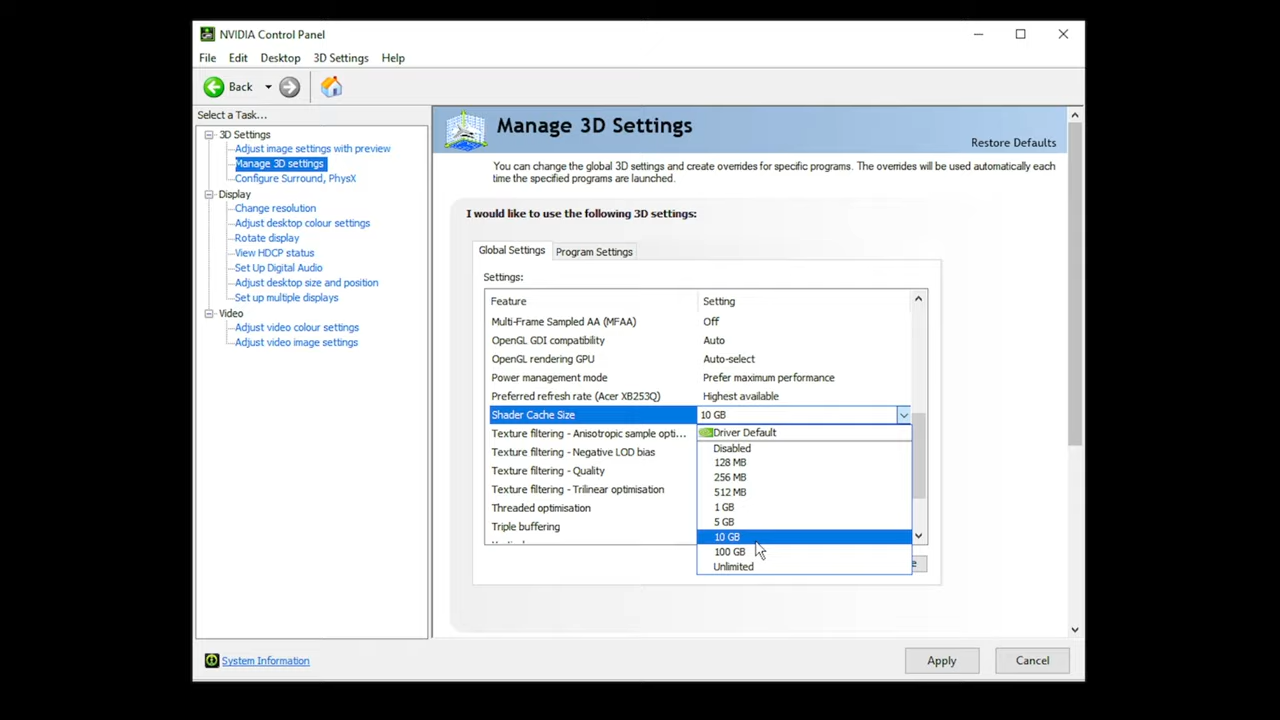 NVIDIA Control Panel
File Edit Desktop 3D Settings Help
Back
Select a Task...
3D Settings
Adjust image settings with preview
Manage 3D settings
Configure Surround, PhysX
Display
Change resolution
Adjust desktop colour settings
Rotate display
View HDCP status
Set Up Digital Audio
Adjust desktop size and position
Set up multiple displays
Video
Adjust video colour settings
Adjust video image settings
Manage 3D Settings
Restore Defaults
You can change the global 3D settings and create overrides for specific programs. The overrides will be used automatically each
time the specified programs are launched.
I would like to use the following 3D settings:
Global Settings Program Settings
Settings:
Feature Setting
Multi-Frame Sampled AA (MFAA) Off
OpenGL GDI compatibility Auto
OpenGL rendering GPU Auto-select
Power management mode Prefer maximum performance
Preferred refresh rate (Acer XB253Q) Highest available
Shader Cache Size 10 GB
Texture filtering - Anisotropic sample opti...
Texture filtering - Negative LOD bias
Texture filtering - Quality
Texture filtering - Trilinear optimisation
Threaded optimisation
Triple buffering
Driver Default
Disabled
128 MB
256 MB
512 MB
1 GB
5 GB
10 GB
100 GB
Unlimited
System Information
Apply Cancel